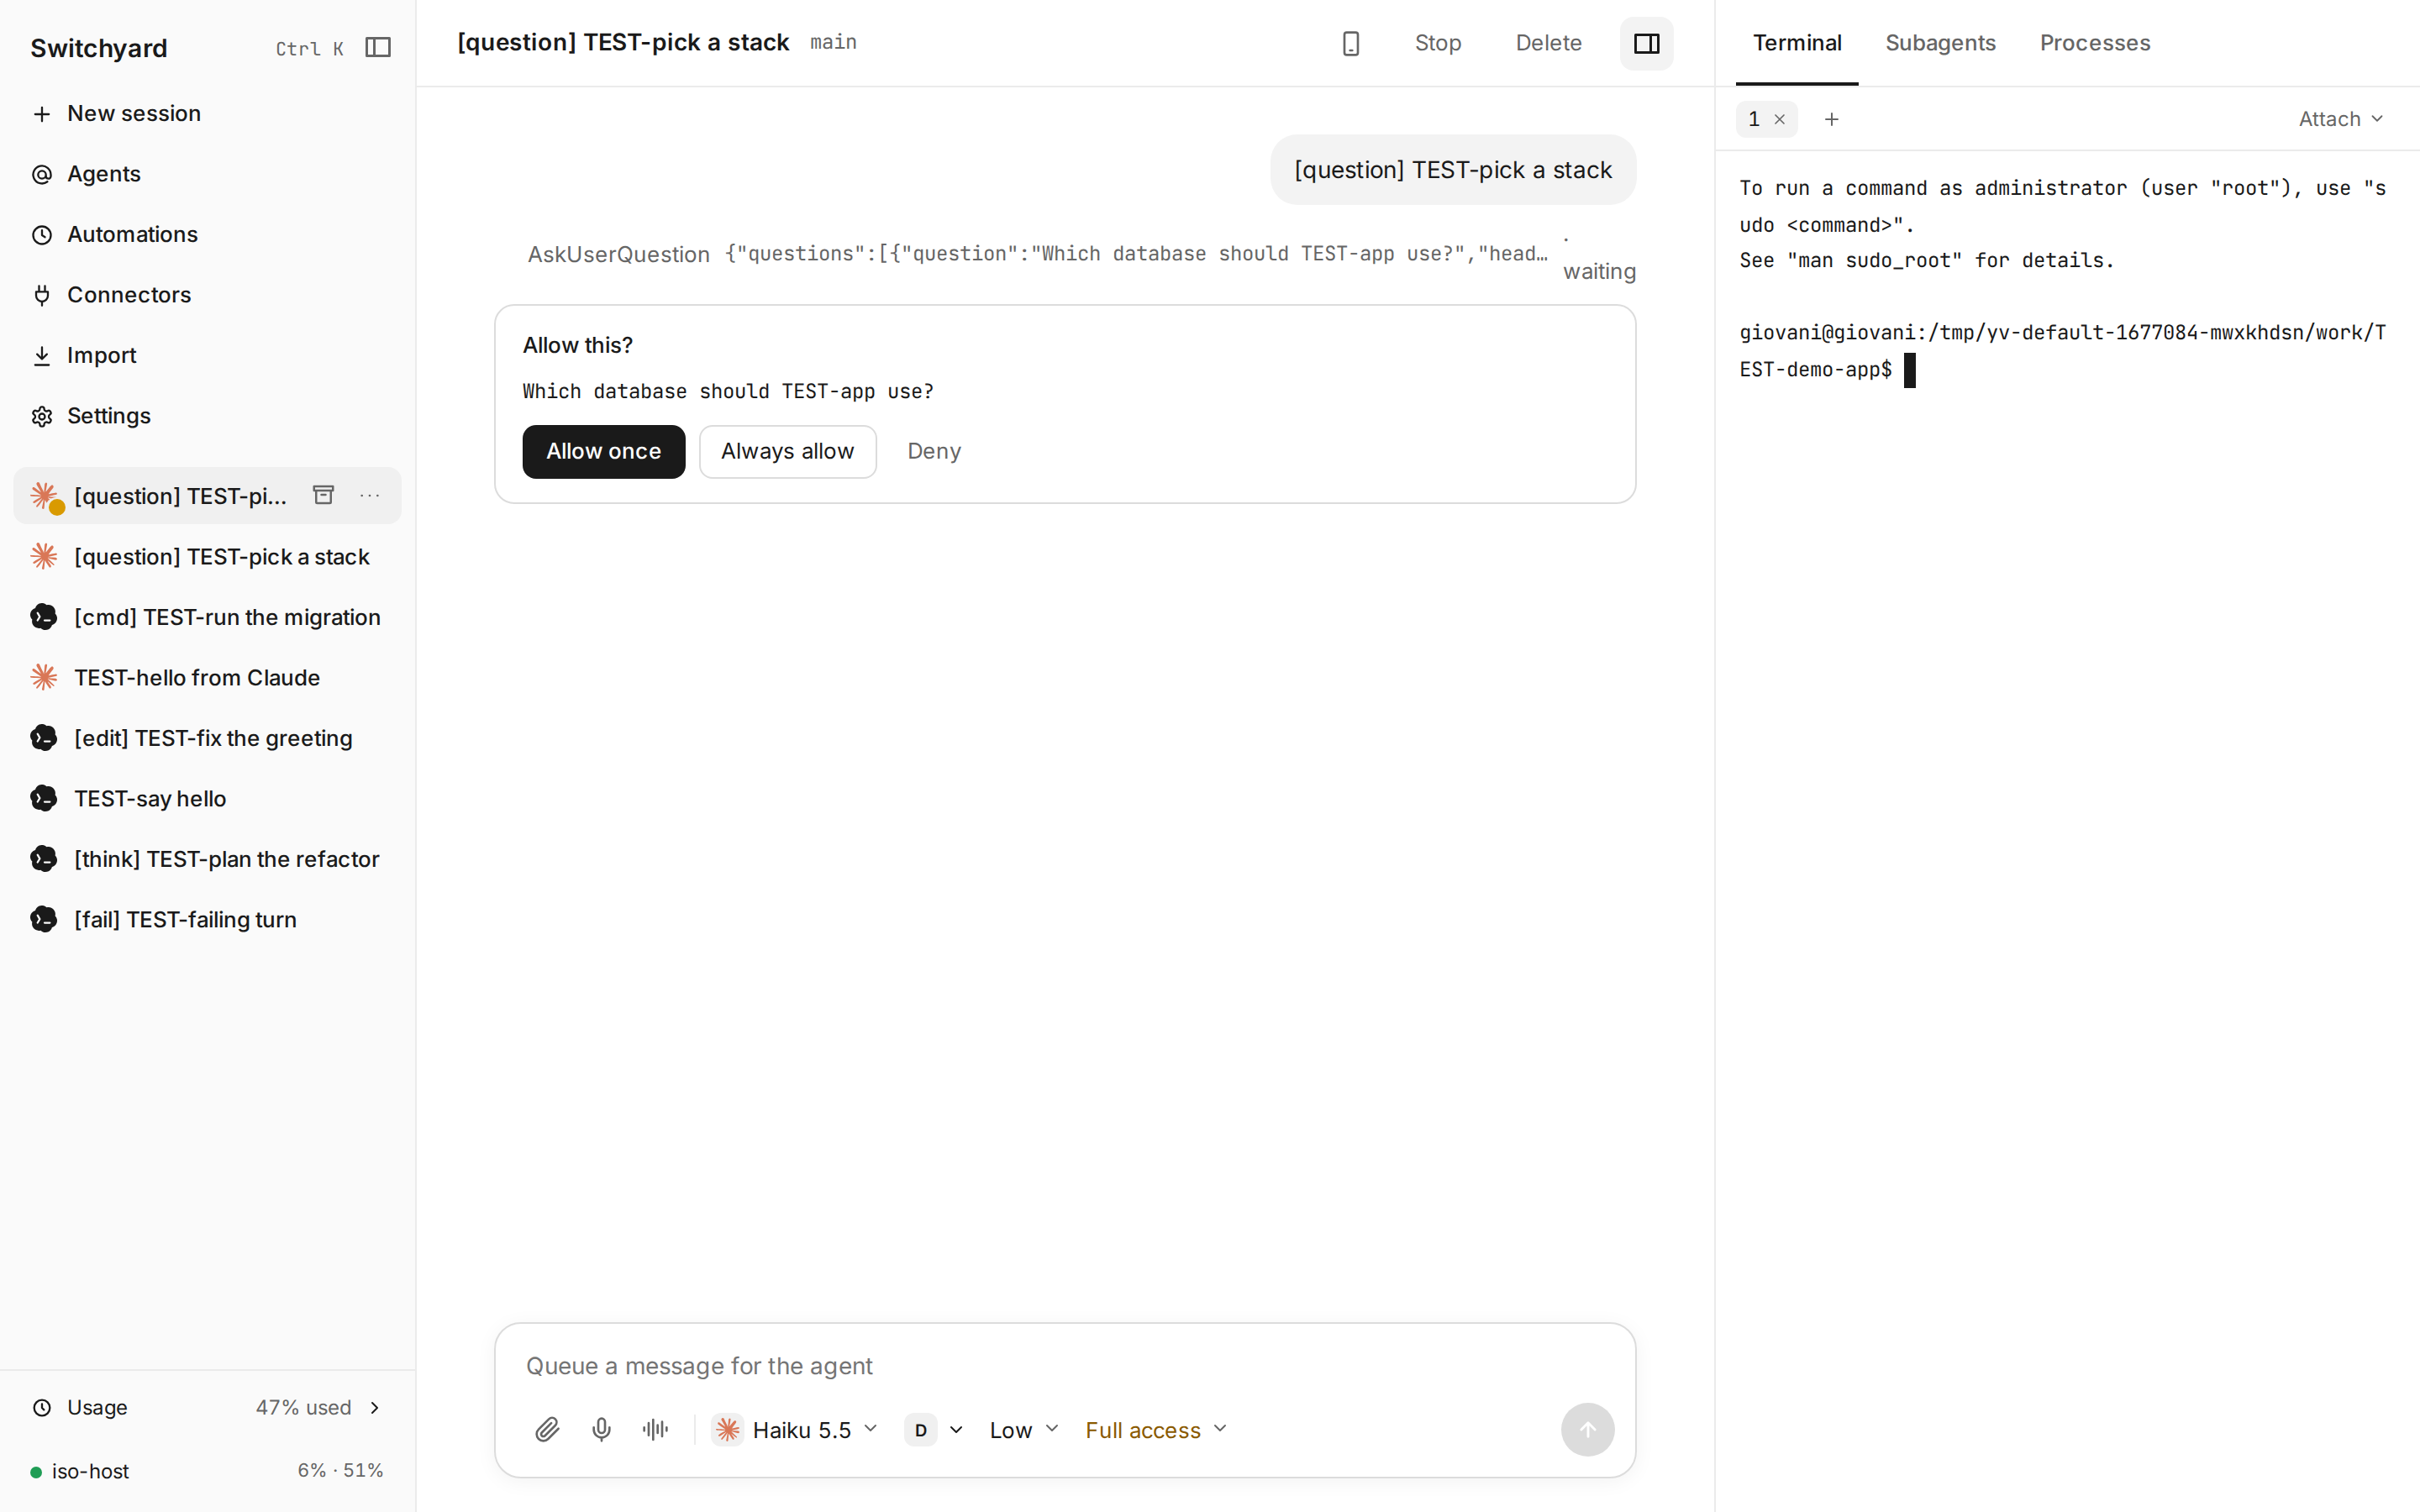 Switchyard
Ctrl K
New session
Agents
Automations
Connectors
Import
Settings
[question] TEST-pi...
[question] TEST-pick a stack
[cmd] TEST-run the migration
TEST-hello from Claude
[edit] TEST-fix the greeting
TEST-say hello
[think] TEST-plan the refactor
[fail] TEST-failing turn
Usage 47% used
iso-host 6% · 51%
[question] TEST-pick a stack main
Stop Delete
[question] TEST-pick a stack
AskUserQuestion {"questions":[{"question":"Which database should TEST-app use?","head… ·
waiting
Allow this?
Which database should TEST-app use?
Allow once Always allow Deny
Queue a message for the agent
Haiku 5.5 D Low Full access
Terminal Subagents Processes
1 × + Attach
To run a command as administrator (user "root"), use "s
udo <command>".
See "man sudo_root" for details.
giovani@giovani:/tmp/yv-default-1677084-mwxkhdsn/work/T
EST-demo-app$